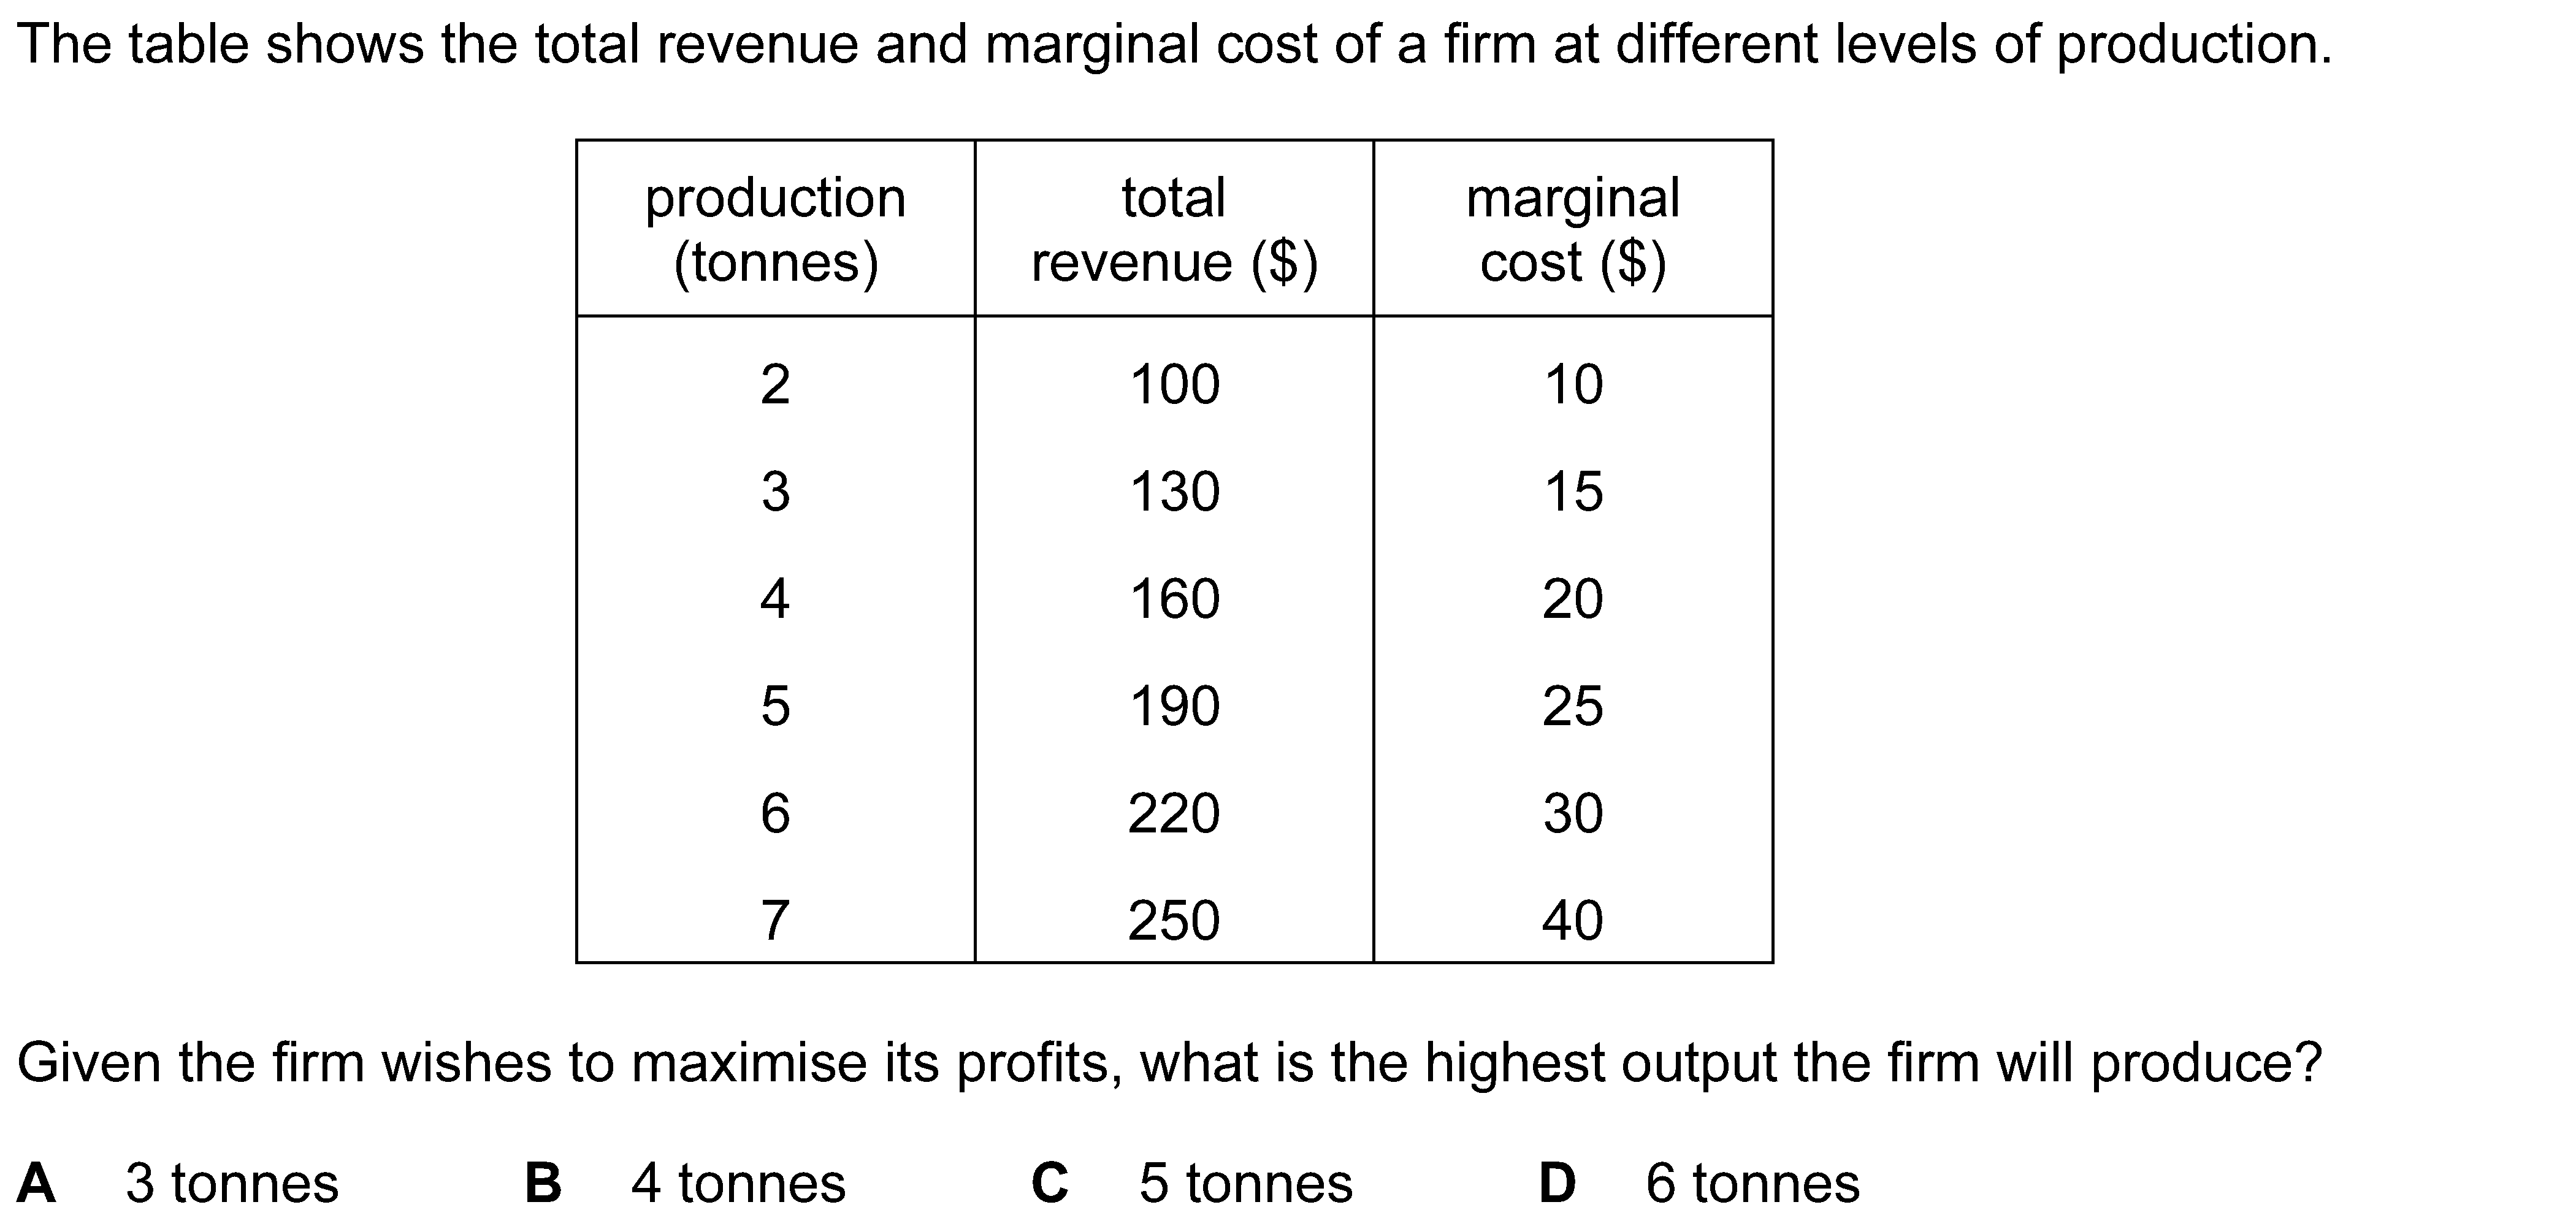 The table shows the total revenue and marginal cost of a firm at different levels of production.
production (tonnes) total revenue ($) marginal cost ($)
2 100 10
3 130 15
4 160 20
5 190 25
6 220 30
7 250 40
Given the firm wishes to maximise its profits, what is the highest output the firm will produce?
A 3 tonnes B 4 tonnes C 5 tonnes D 6 tonnes